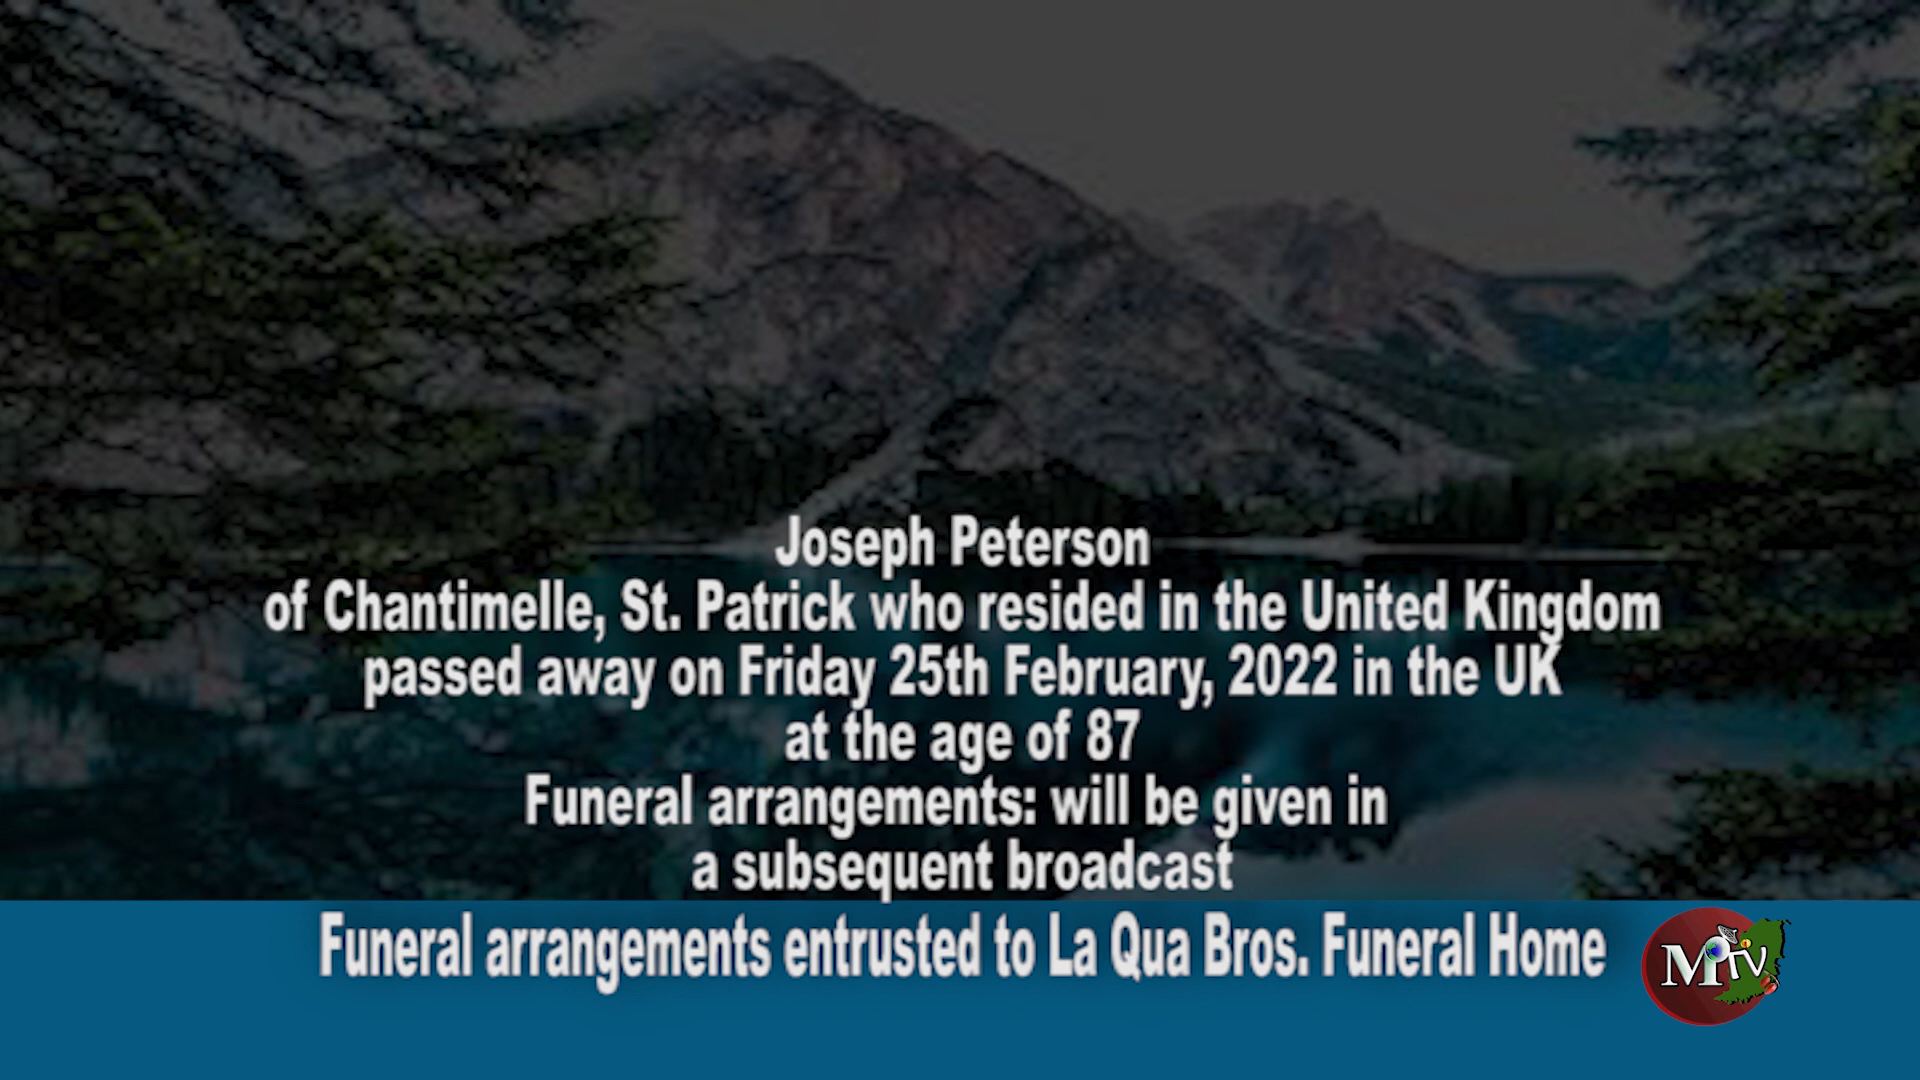 Joseph Peterson
of Chantimelle, St. Patrick who resided in the United Kingdom
passed away on Friday 25th February, 2022 in the UK
at the age of 87
Funeral arrangements: will be given in
a subsequent broadcast
Funeral arrangements entrusted to La Qua Bros. Funeral Home
MTV